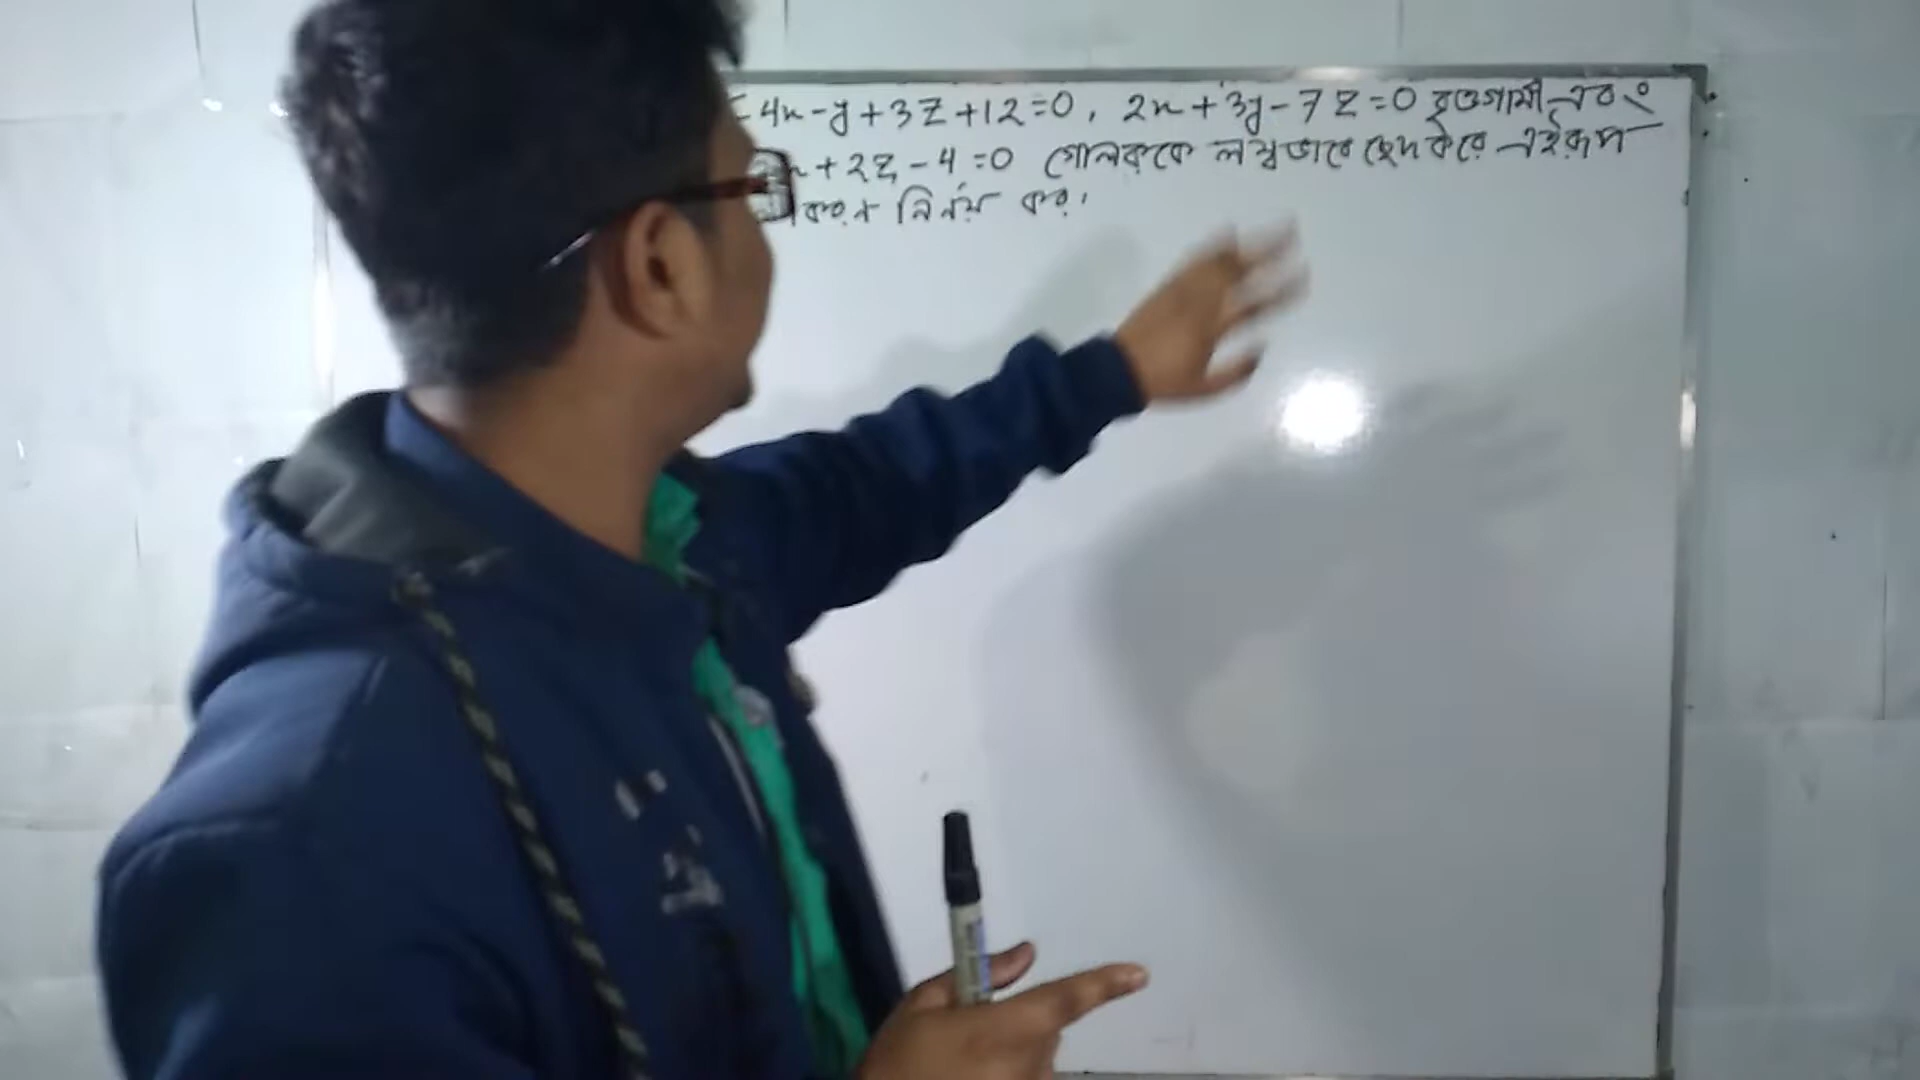 4x-y+3z+12=0, 2x+3y-7z=0 বৃত্তগামী এবং
x+2z-4=0 গোলককে লম্বভাবে ছেদ করে এইরূপ
নির্ণয় কর।